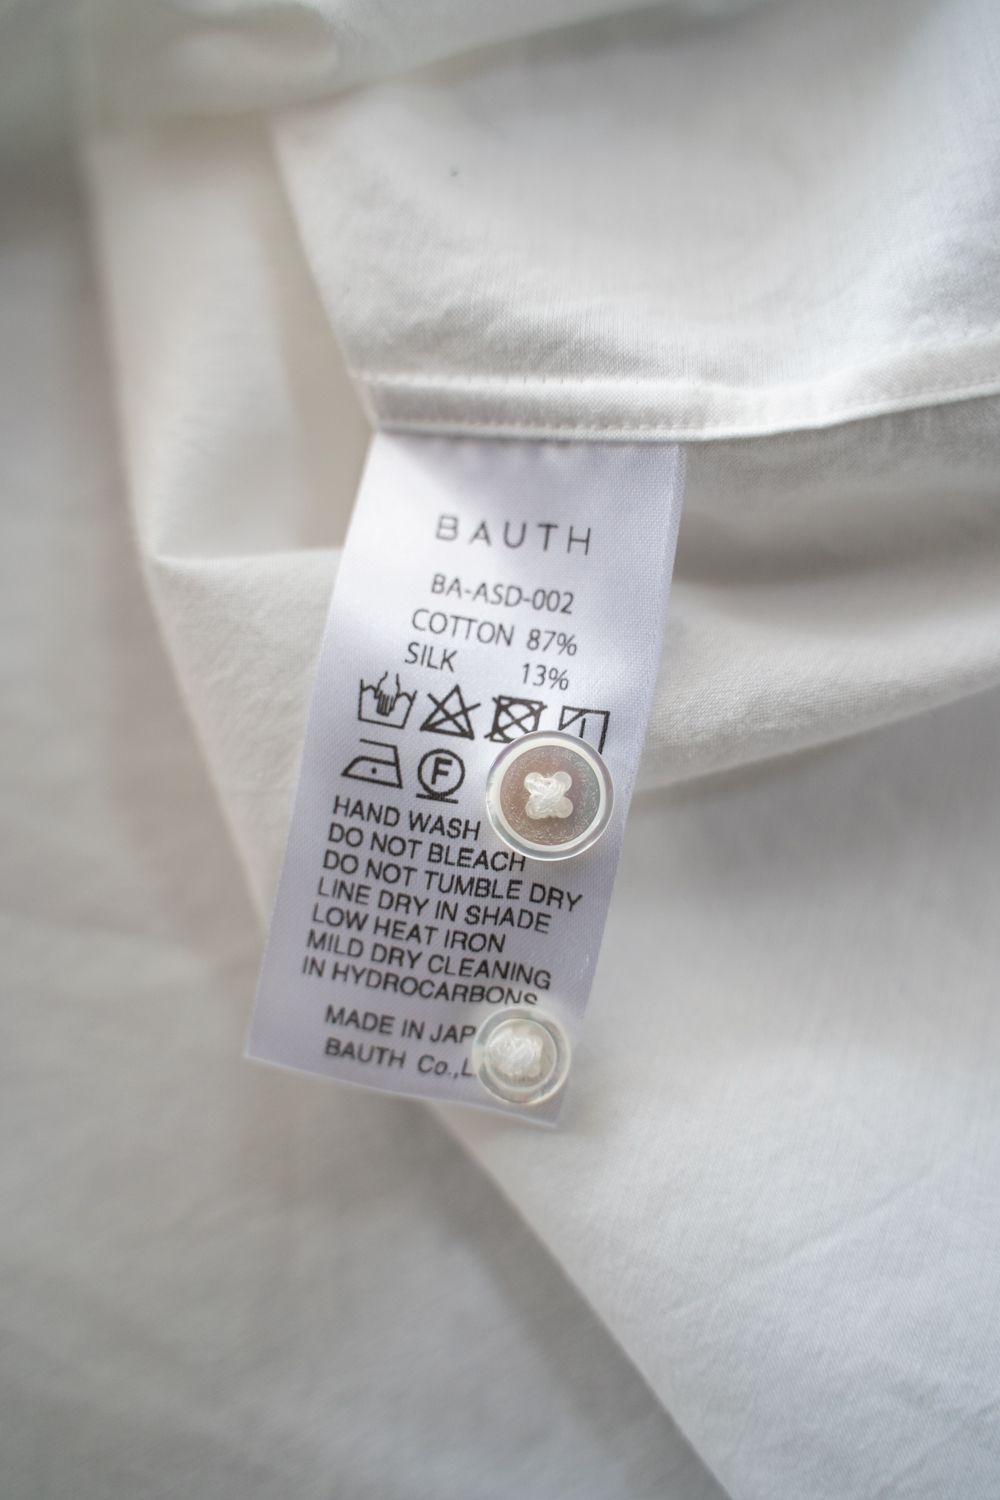 BAUTH
BA-ASD-002
COTTON 87%
SILK 13%
F
HAND WASH
DO NOT BLEACH
DO NOT TUMBLE DRY
LINE DRY IN SHADE
LOW HEAT IRON
MILD DRY CLEANING
IN HYDROCARBONS
MADE IN
BAUTH Co.,